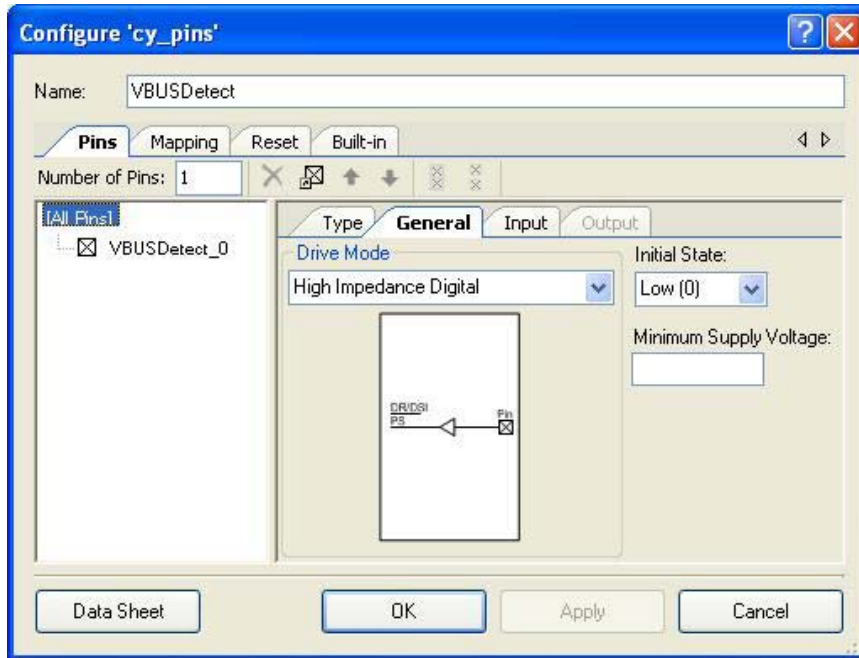 Configure 'cy_pins'
Name: VBUSDetect
Pins Mapping Reset Built-in
Number of Pins: 1
[All Pins]
VBUSDetect_0
Type General Input Output
Drive Mode
High Impedance Digital
Initial State:
Low (0)
Minimum Supply Voltage:
DR/DSI
PS
Pin
Data Sheet OK Apply Cancel